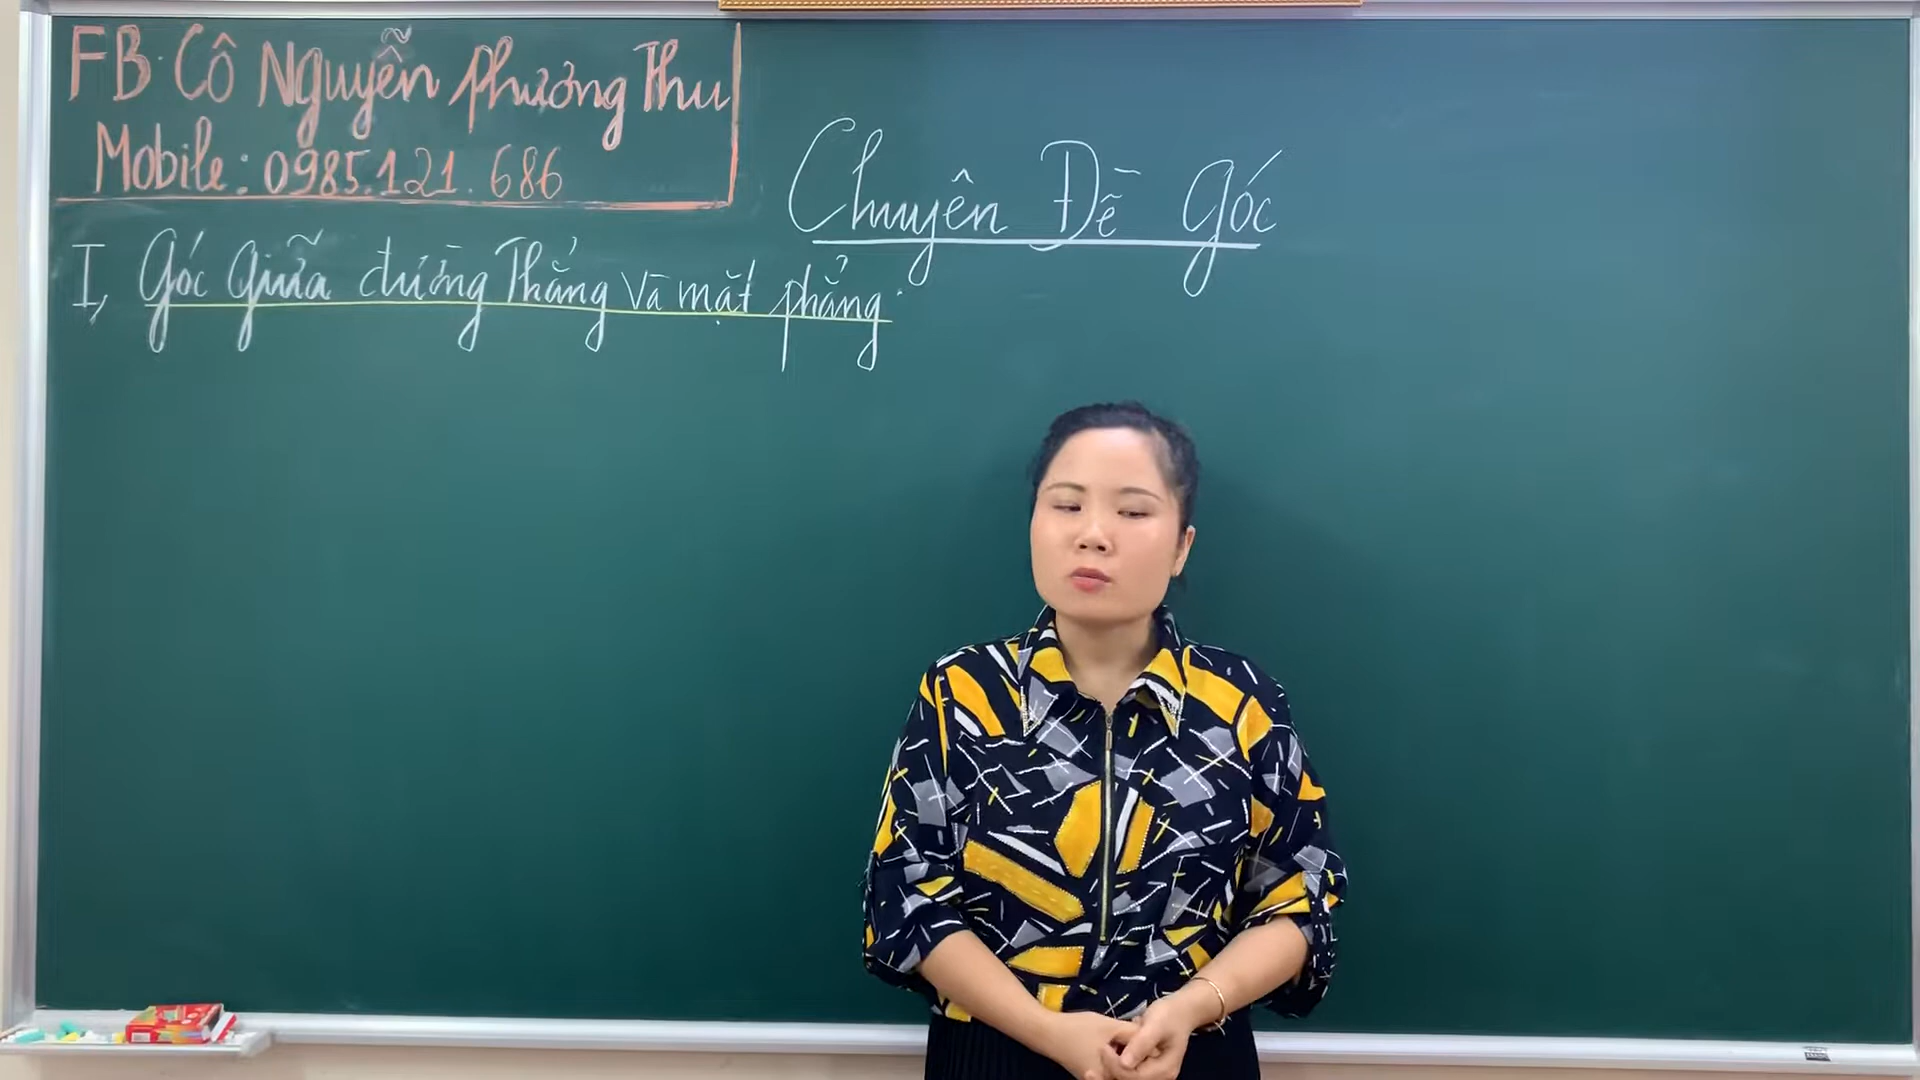 FB. Cô Nguyễn Phương Thu
Mobile: 0985.121.686
Chuyên Đề Góc
I, Góc Giữa đường Thẳng và mặt phẳng.